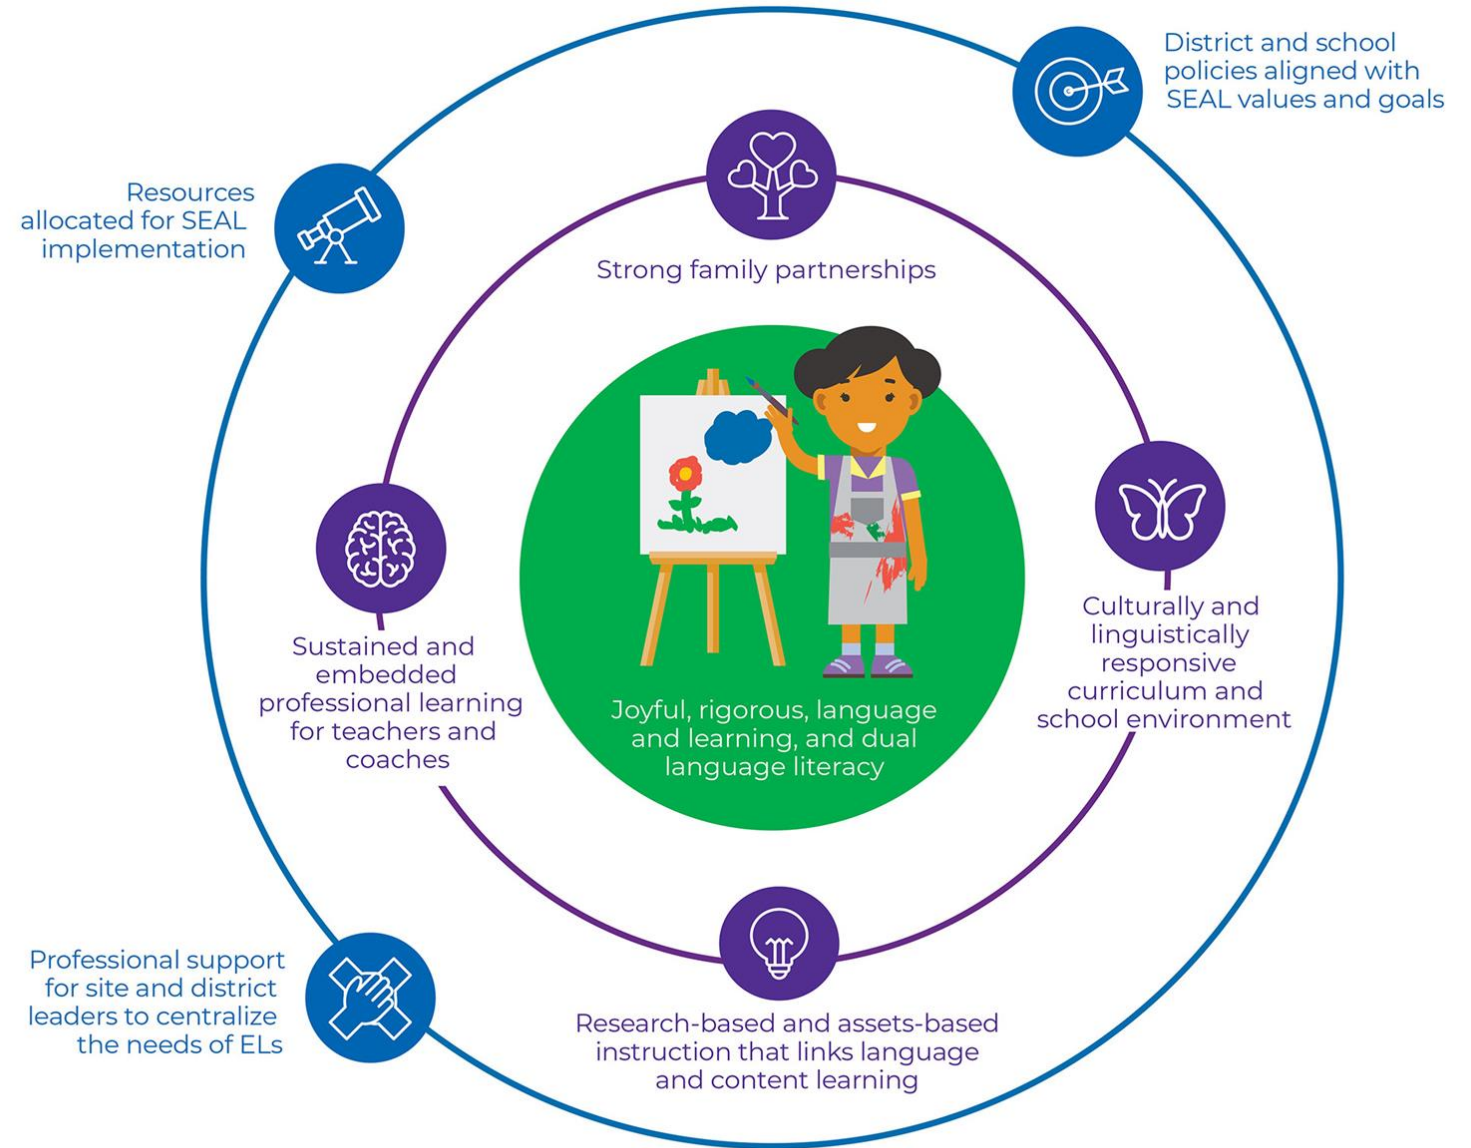 District and school
policies aligned with
SEAL values and goals
Resources
allocated for SEAL
implementation
Strong family partnerships
Culturally and
linguistically
responsive
curriculum and
school environment
Sustained and
embedded
professional learning
for teachers and
coaches
Joyful, rigorous, language
and learning, and dual
language literacy
Professional support
for site and district
leaders to centralize
the needs of ELs
Research-based and assets-based
instruction that links language
and content learning